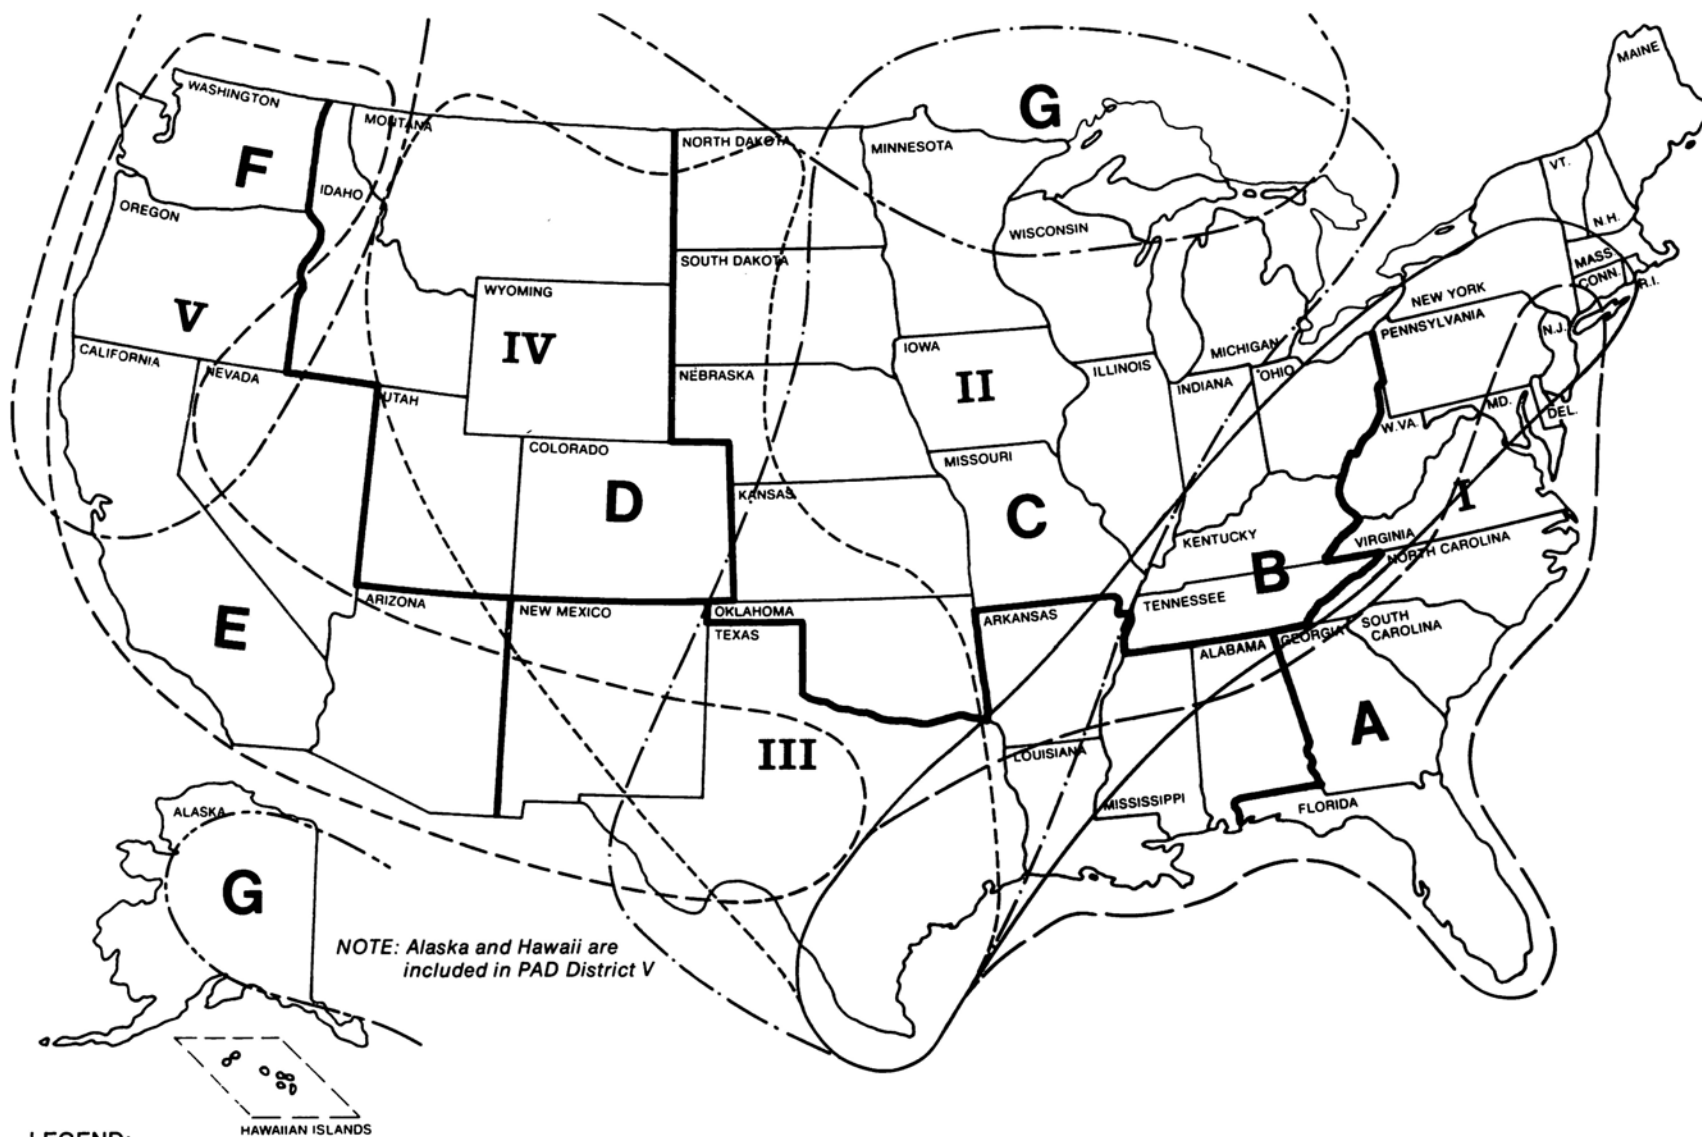 MAINE
WASHINGTON
G
MONTANA
NORTH DAKOTA
MINNESOTA
F
VT.
IDAHO
OREGON
N.H.
WISCONSIN
MASS
SOUTH DAKOTA
CONN.
R.I.
WYOMING
NEW YORK
V
PENNSYLVANIA
N.J.
IV
IOWA
MICHIGAN
CALIFORNIA
ILLINOIS
NEVADA
NEBRASKA
OHIO
INDIANA
II
UTAH
MD.
DEL.
W.VA.
COLORADO
MISSOURI
KANSAS
I
D
C
KENTUCKY
VIRGINIA
NORTH CAROLINA
B
ARIZONA
TENNESSEE
NEW MEXICO
OKLAHOMA
ARKANSAS
SOUTH
CAROLINA
E
TEXAS
GEORGIA
ALABAMA
A
III
LOUISIANA
MISSISSIPPI
FLORIDA
ALASKA
G
NOTE: Alaska and Hawaii are
included in PAD District V
HAWAIIAN ISLANDS
LEGEND: